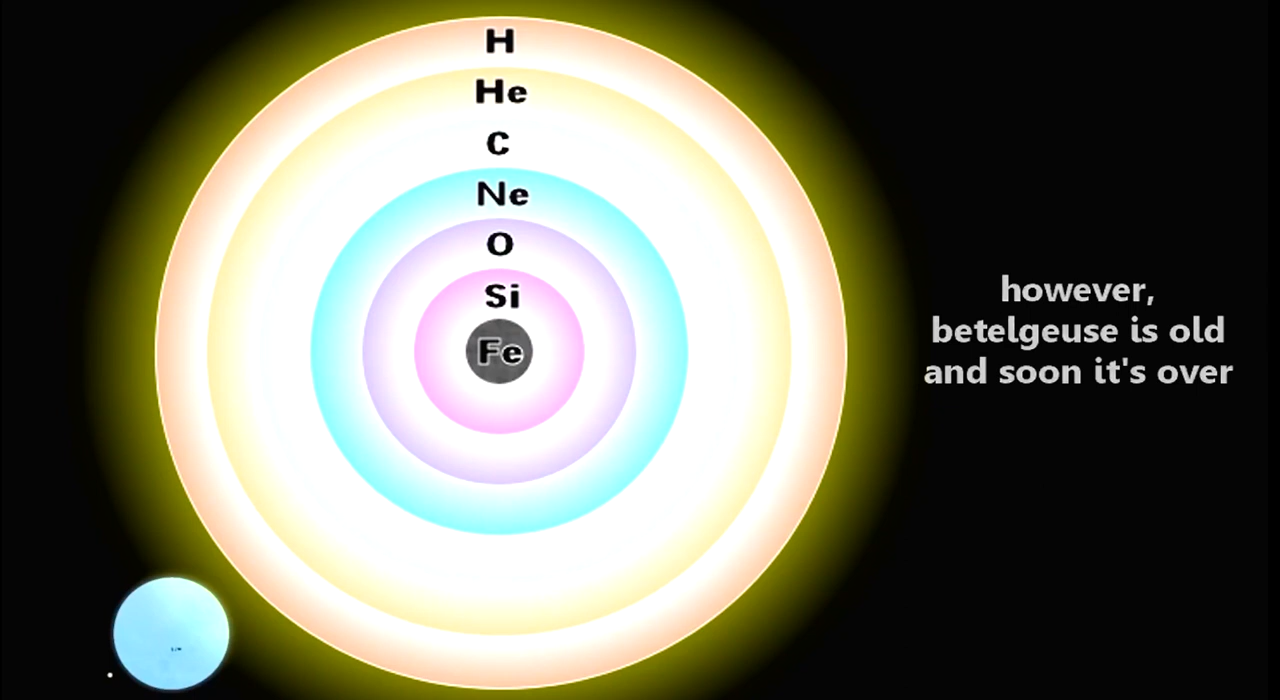 H
He
C
Ne
O
Si
Fe
however,
betelgeuse is old
and soon it's over